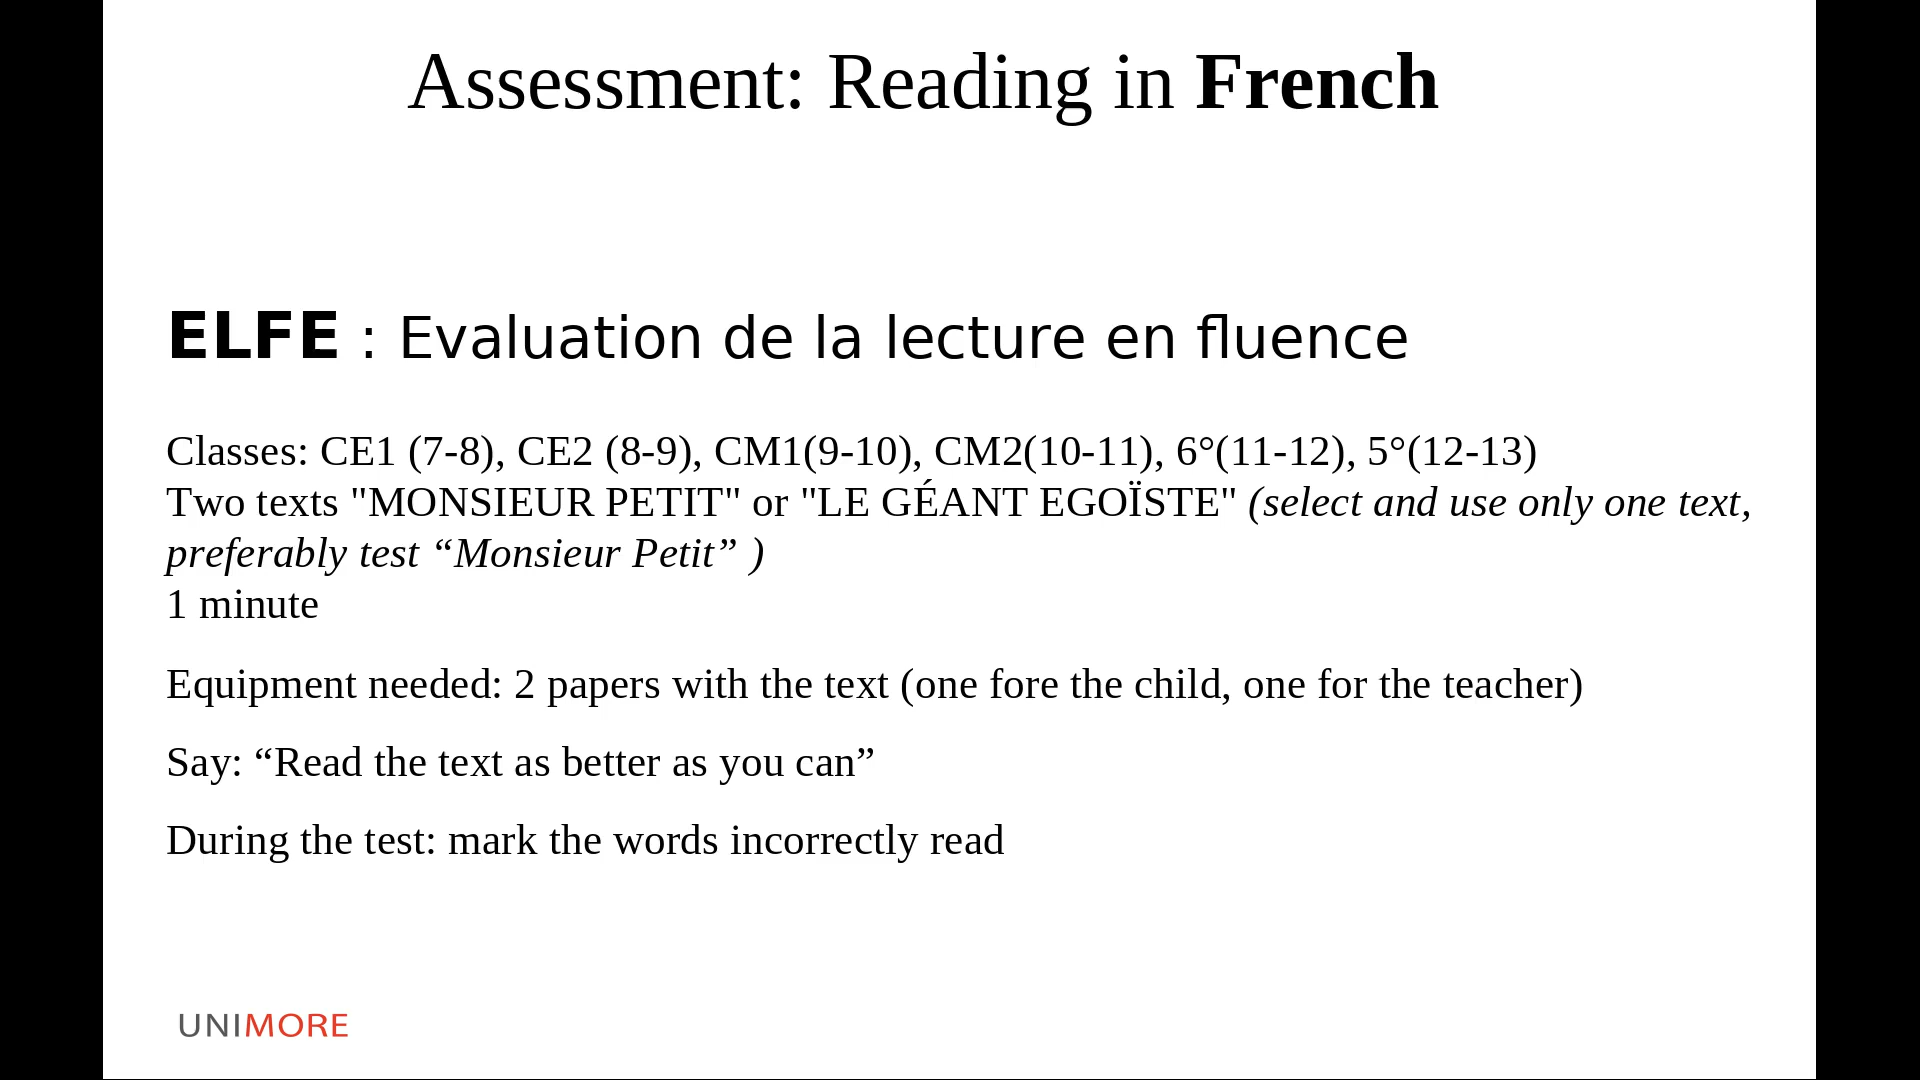 Assessment: Reading in French
ELFE : Evaluation de la lecture en fluence
Classes: CE1 (7-8), CE2 (8-9), CM1(9-10), CM2(10-11), 6°(11-12), 5°(12-13)
Two texts "MONSIEUR PETIT" or "LE GÉANT EGOÏSTE" (select and use only one text,
preferably test “Monsieur Petit” )
1 minute
Equipment needed: 2 papers with the text (one fore the child, one for the teacher)
Say: “Read the text as better as you can”
During the test: mark the words incorrectly read
UNIMORE